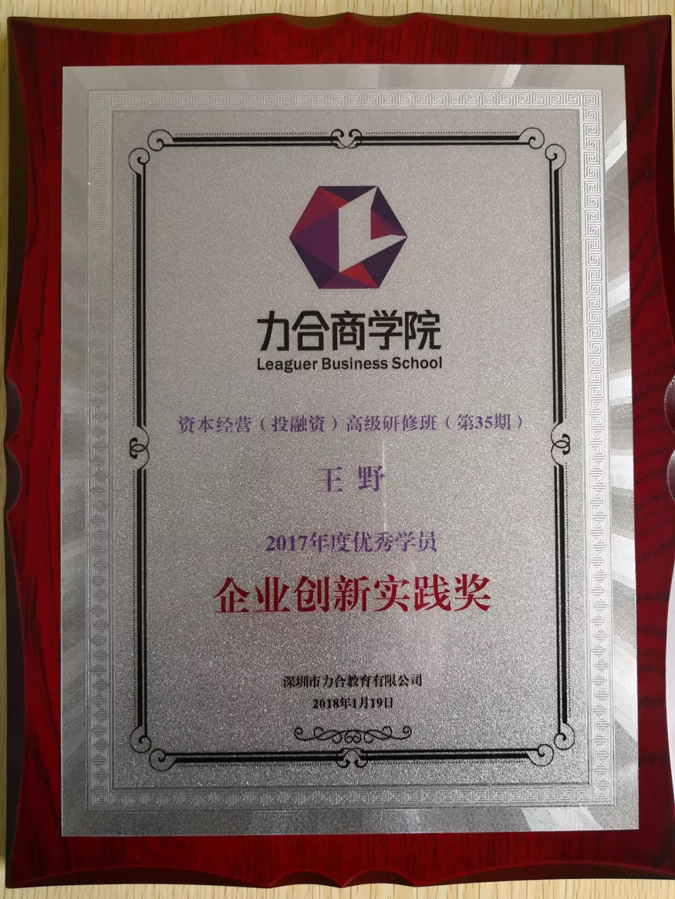 力合商学院
Leaguer Business School
资本经营（投融资）高级研修班（第35期）
王 野
2017年度优秀学员
企业创新实践奖
深圳市力合教育有限公司
2018年1月19日